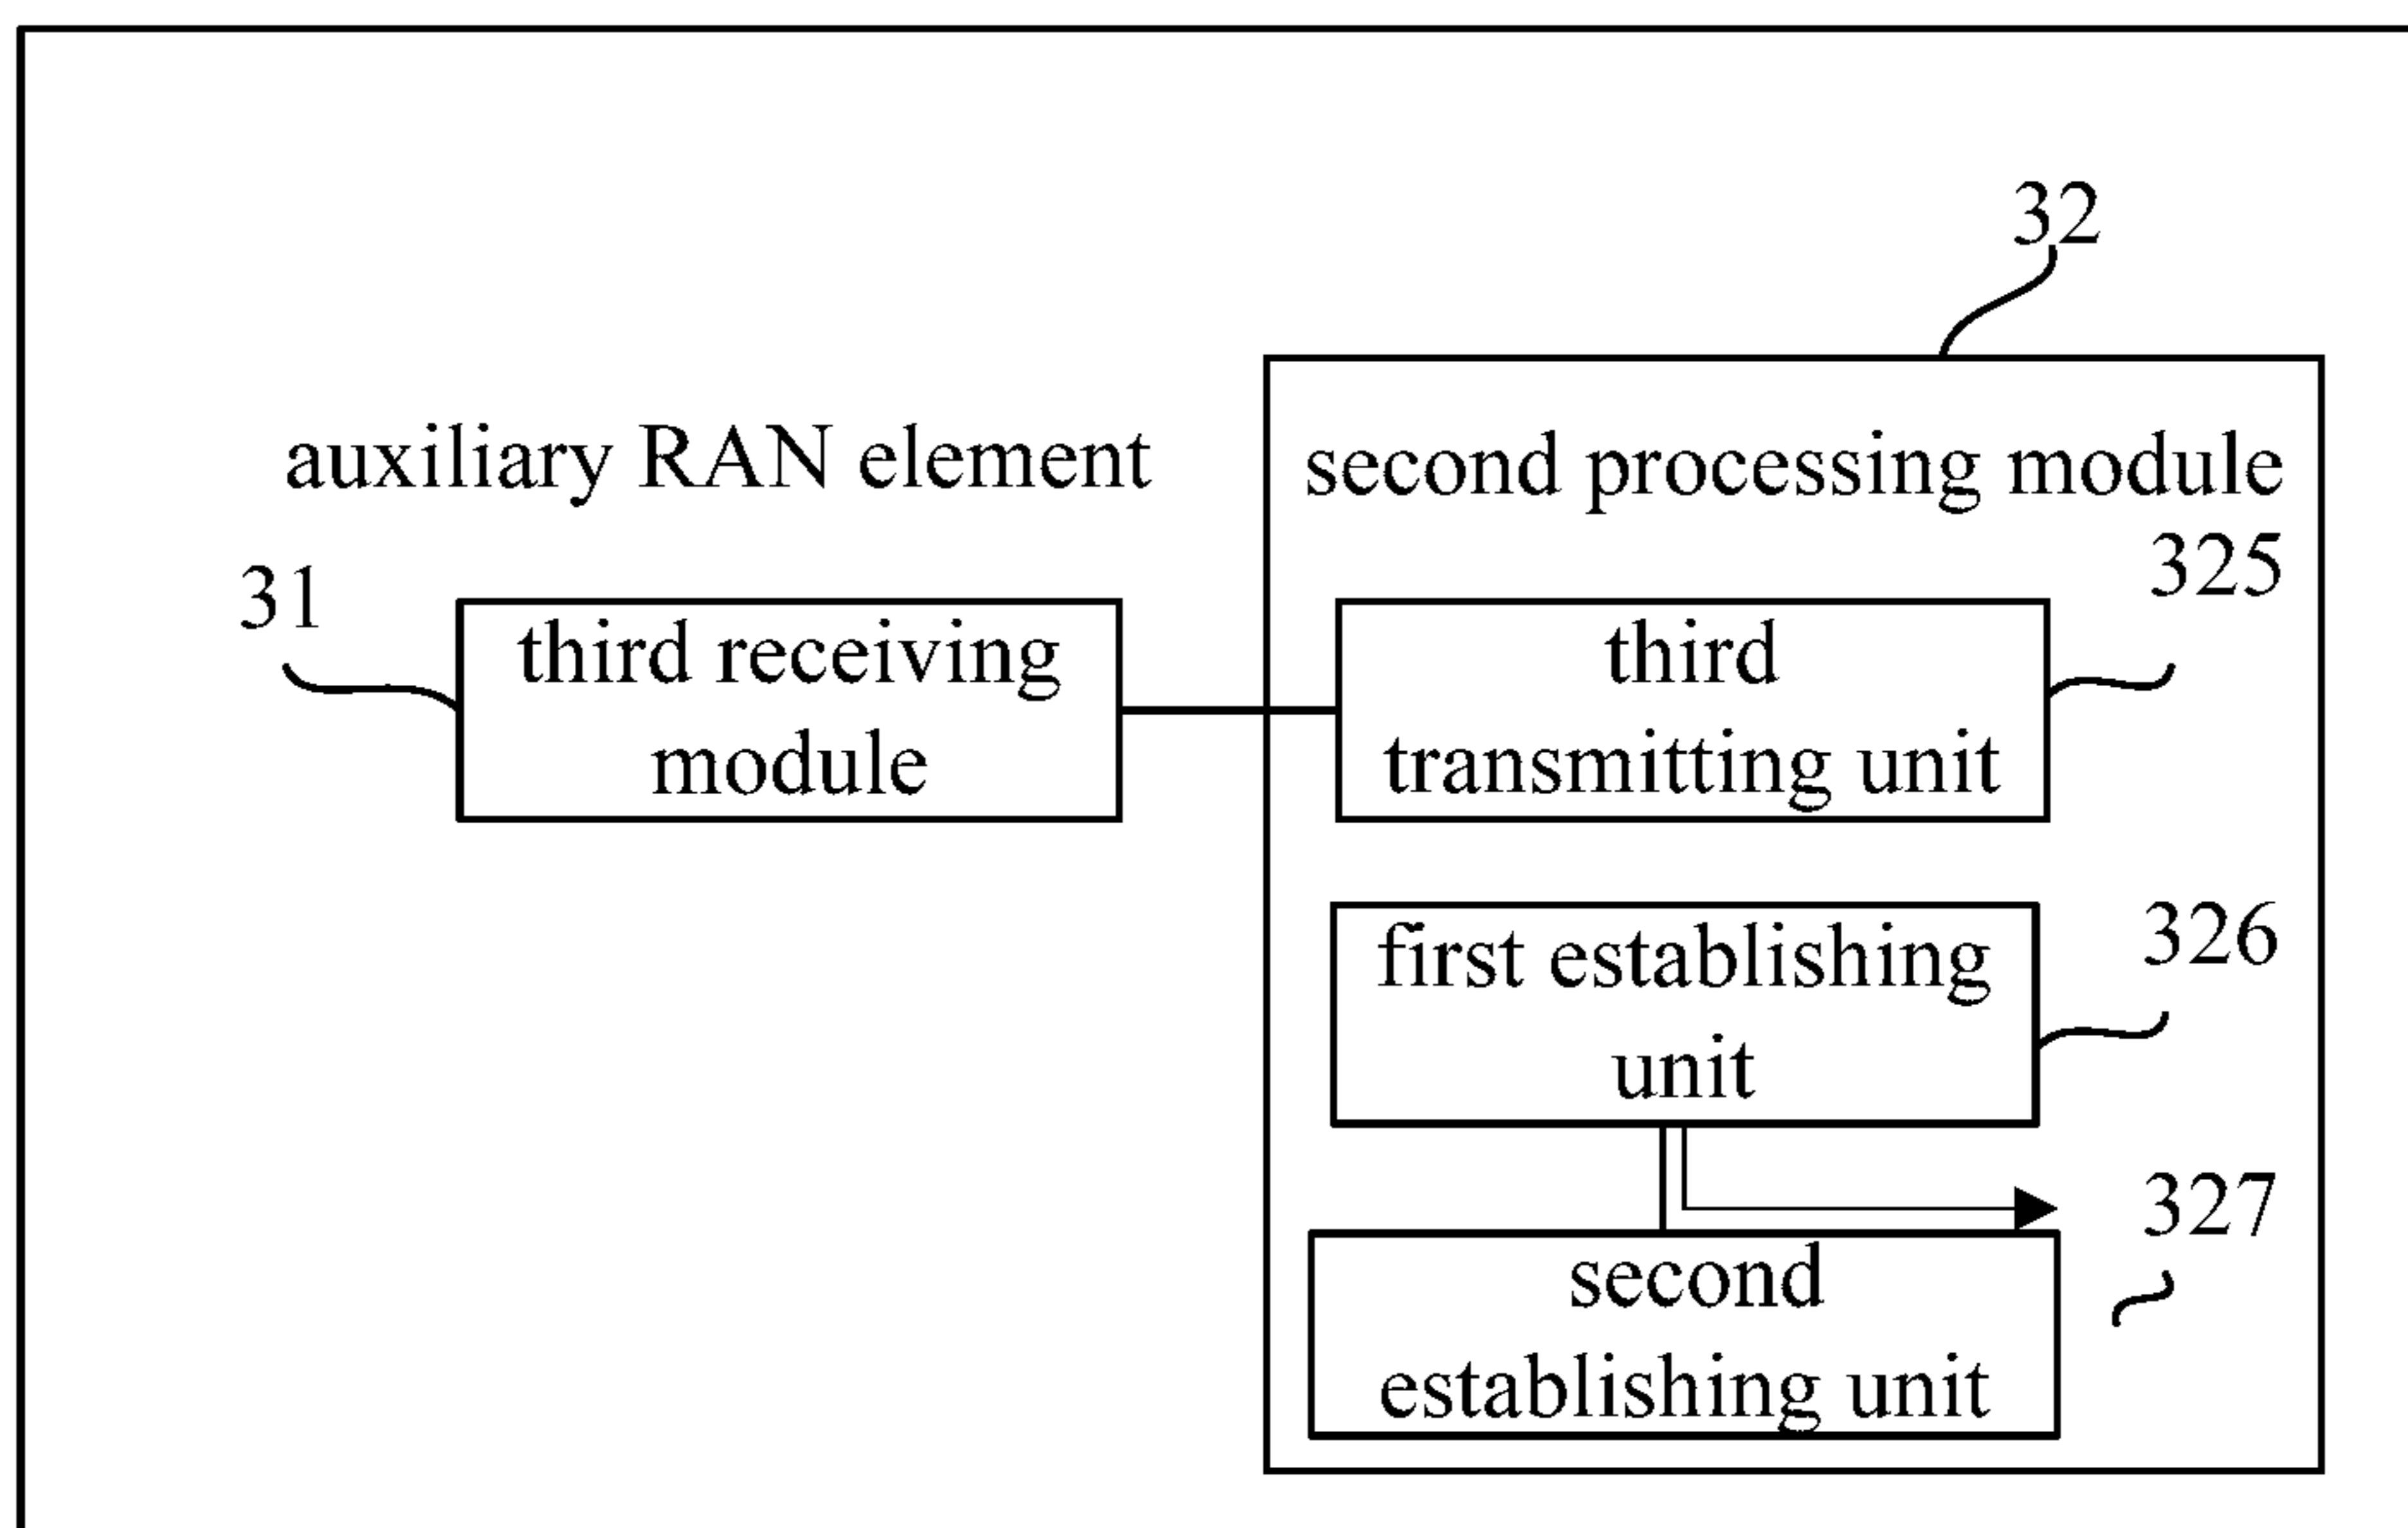 32
auxiliary RAN element
second processing module
31
325
third receiving
module
third
transmitting unit
326
first establishing
unit
327
second
establishing unit